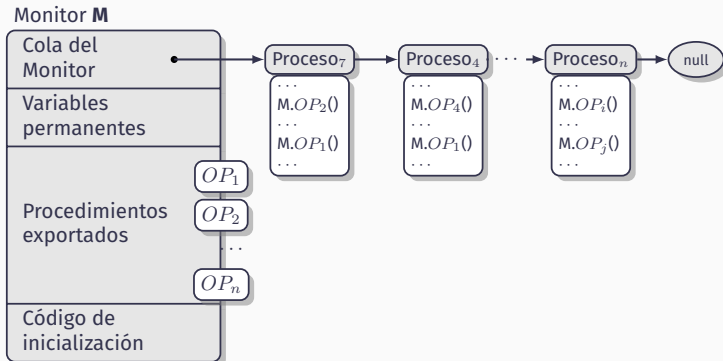 Monitor M
Cola del
Monitor
Proceso₇
Proceso₄
···
Procesoₙ
null
Variables
permanentes
···
M.OP₂()
···
M.OP₁()
···
···
M.OP₄()
···
M.OP₁()
···
···
M.OPᵢ()
···
M.OPⱼ()
···
Procedimientos
exportados
OP₁
OP₂
···
OPₙ
Código de
inicialización